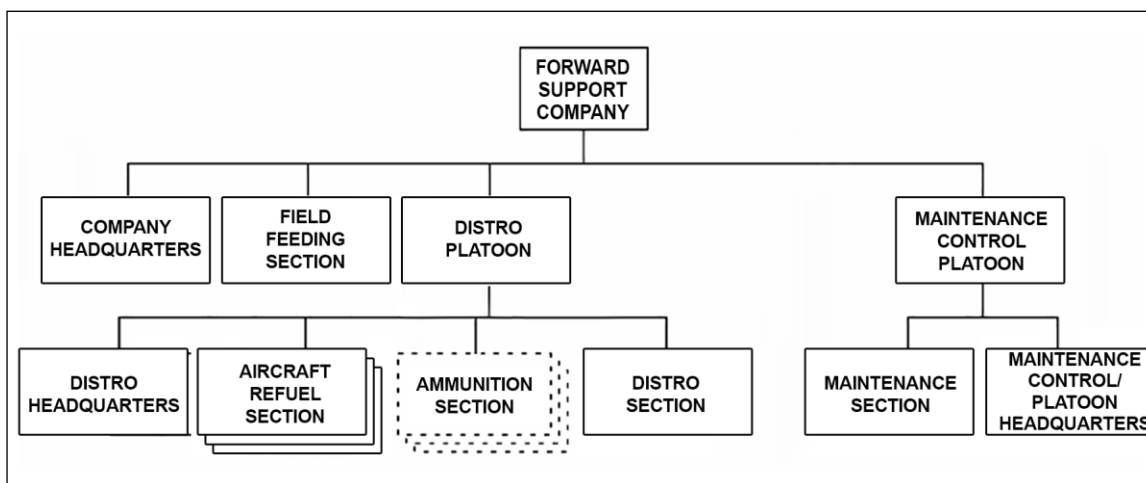 FORWARD
SUPPORT
COMPANY
COMPANY
HEADQUARTERS
FIELD
FEEDING
SECTION
DISTRO
PLATOON
MAINTENANCE
CONTROL
PLATOON
DISTRO
HEADQUARTERS
AIRCRAFT
REFUEL
SECTION
AMMUNITION
SECTION
DISTRO
SECTION
MAINTENANCE
SECTION
MAINTENANCE
CONTROL/
PLATOON
HEADQUARTERS